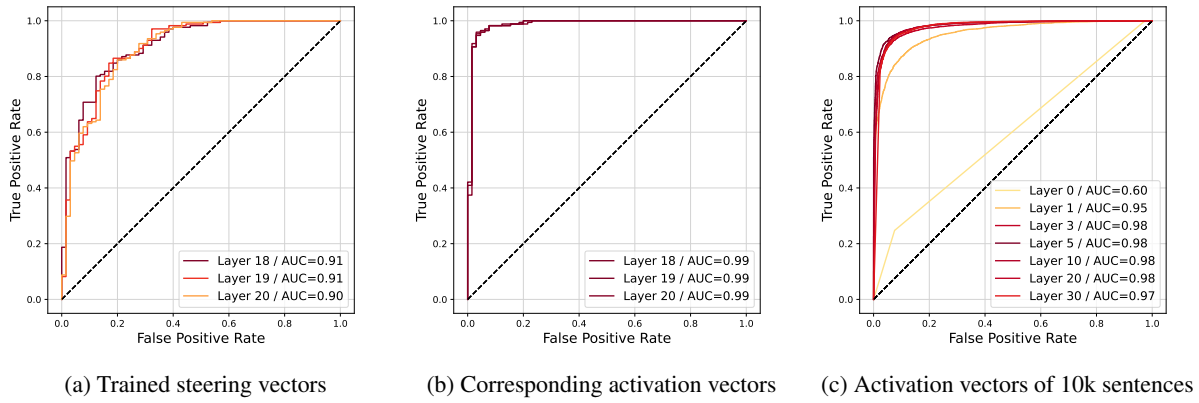 True Positive Rate
1.0
0.8
0.6
0.4
0.2
0.0
Layer 18 / AUC=0.91
Layer 19 / AUC=0.91
Layer 20 / AUC=0.90
0.0 0.2 0.4 0.6 0.8 1.0
False Positive Rate
(a) Trained steering vectors
True Positive Rate
1.0
0.8
0.6
0.4
0.2
0.0
Layer 18 / AUC=0.99
Layer 19 / AUC=0.99
Layer 20 / AUC=0.99
0.0 0.2 0.4 0.6 0.8 1.0
False Positive Rate
(b) Corresponding activation vectors
True Positive Rate
1.0
0.8
0.6
0.4
0.2
0.0
Layer 0 / AUC=0.60
Layer 1 / AUC=0.95
Layer 3 / AUC=0.98
Layer 5 / AUC=0.98
Layer 10 / AUC=0.98
Layer 20 / AUC=0.98
Layer 30 / AUC=0.97
0.0 0.2 0.4 0.6 0.8 1.0
False Positive Rate
(c) Activation vectors of 10k sentences